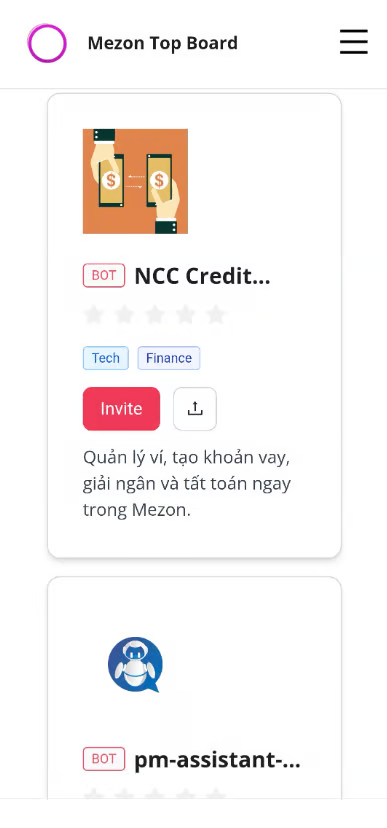 Mezon Top Board
$ $
BOT NCC Credit...
Tech Finance
Invite
Quản lý ví, tạo khoản vay,
giải ngân và tất toán ngay
trong Mezon.
BOT pm-assistant-...